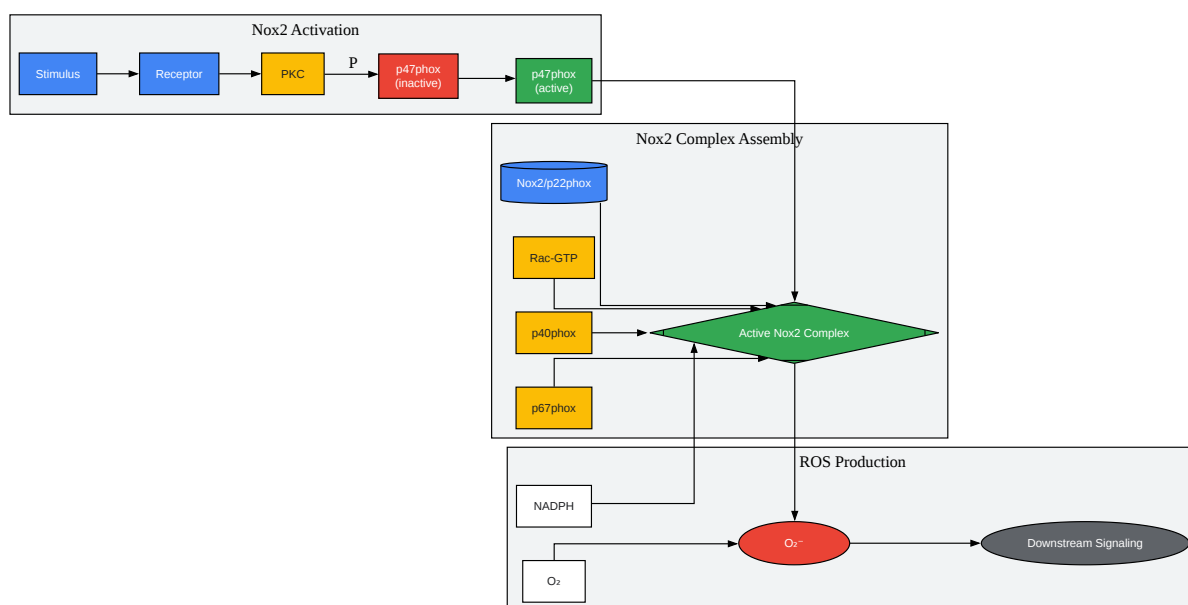 Nox2 Activation
Stimulus
Receptor
PKC
P
p47phox
(inactive)
p47phox
(active)
Nox2 Complex Assembly
Nox2/p22phox
Rac-GTP
p40phox
Active Nox2 Complex
p67phox
ROS Production
NADPH
O₂⁻
Downstream Signaling
O₂